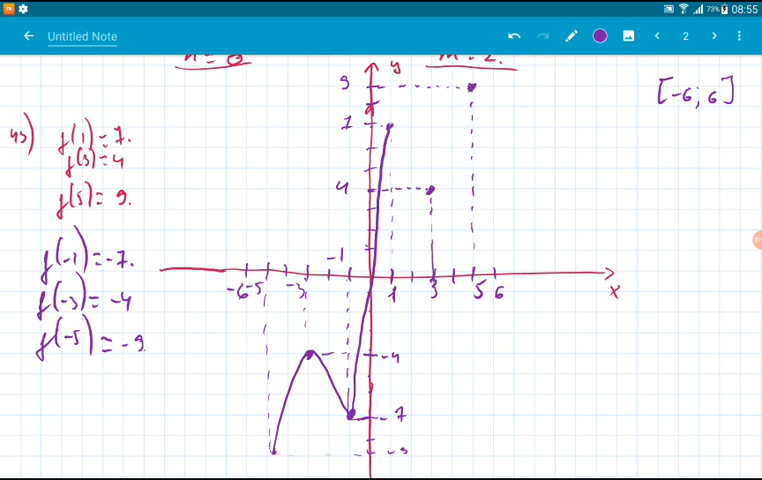 73% 08:55
Untitled Note
2
y
[-6; 6]
43)
f(1) = 7.
f(3) = 4
f(5) = 9.
f(-1) = -7.
f(-3) = -4
f(-5) = -9.
9
7
4
-1
-6 -5 -3 1 3 5 6
x
-4
-7
-9